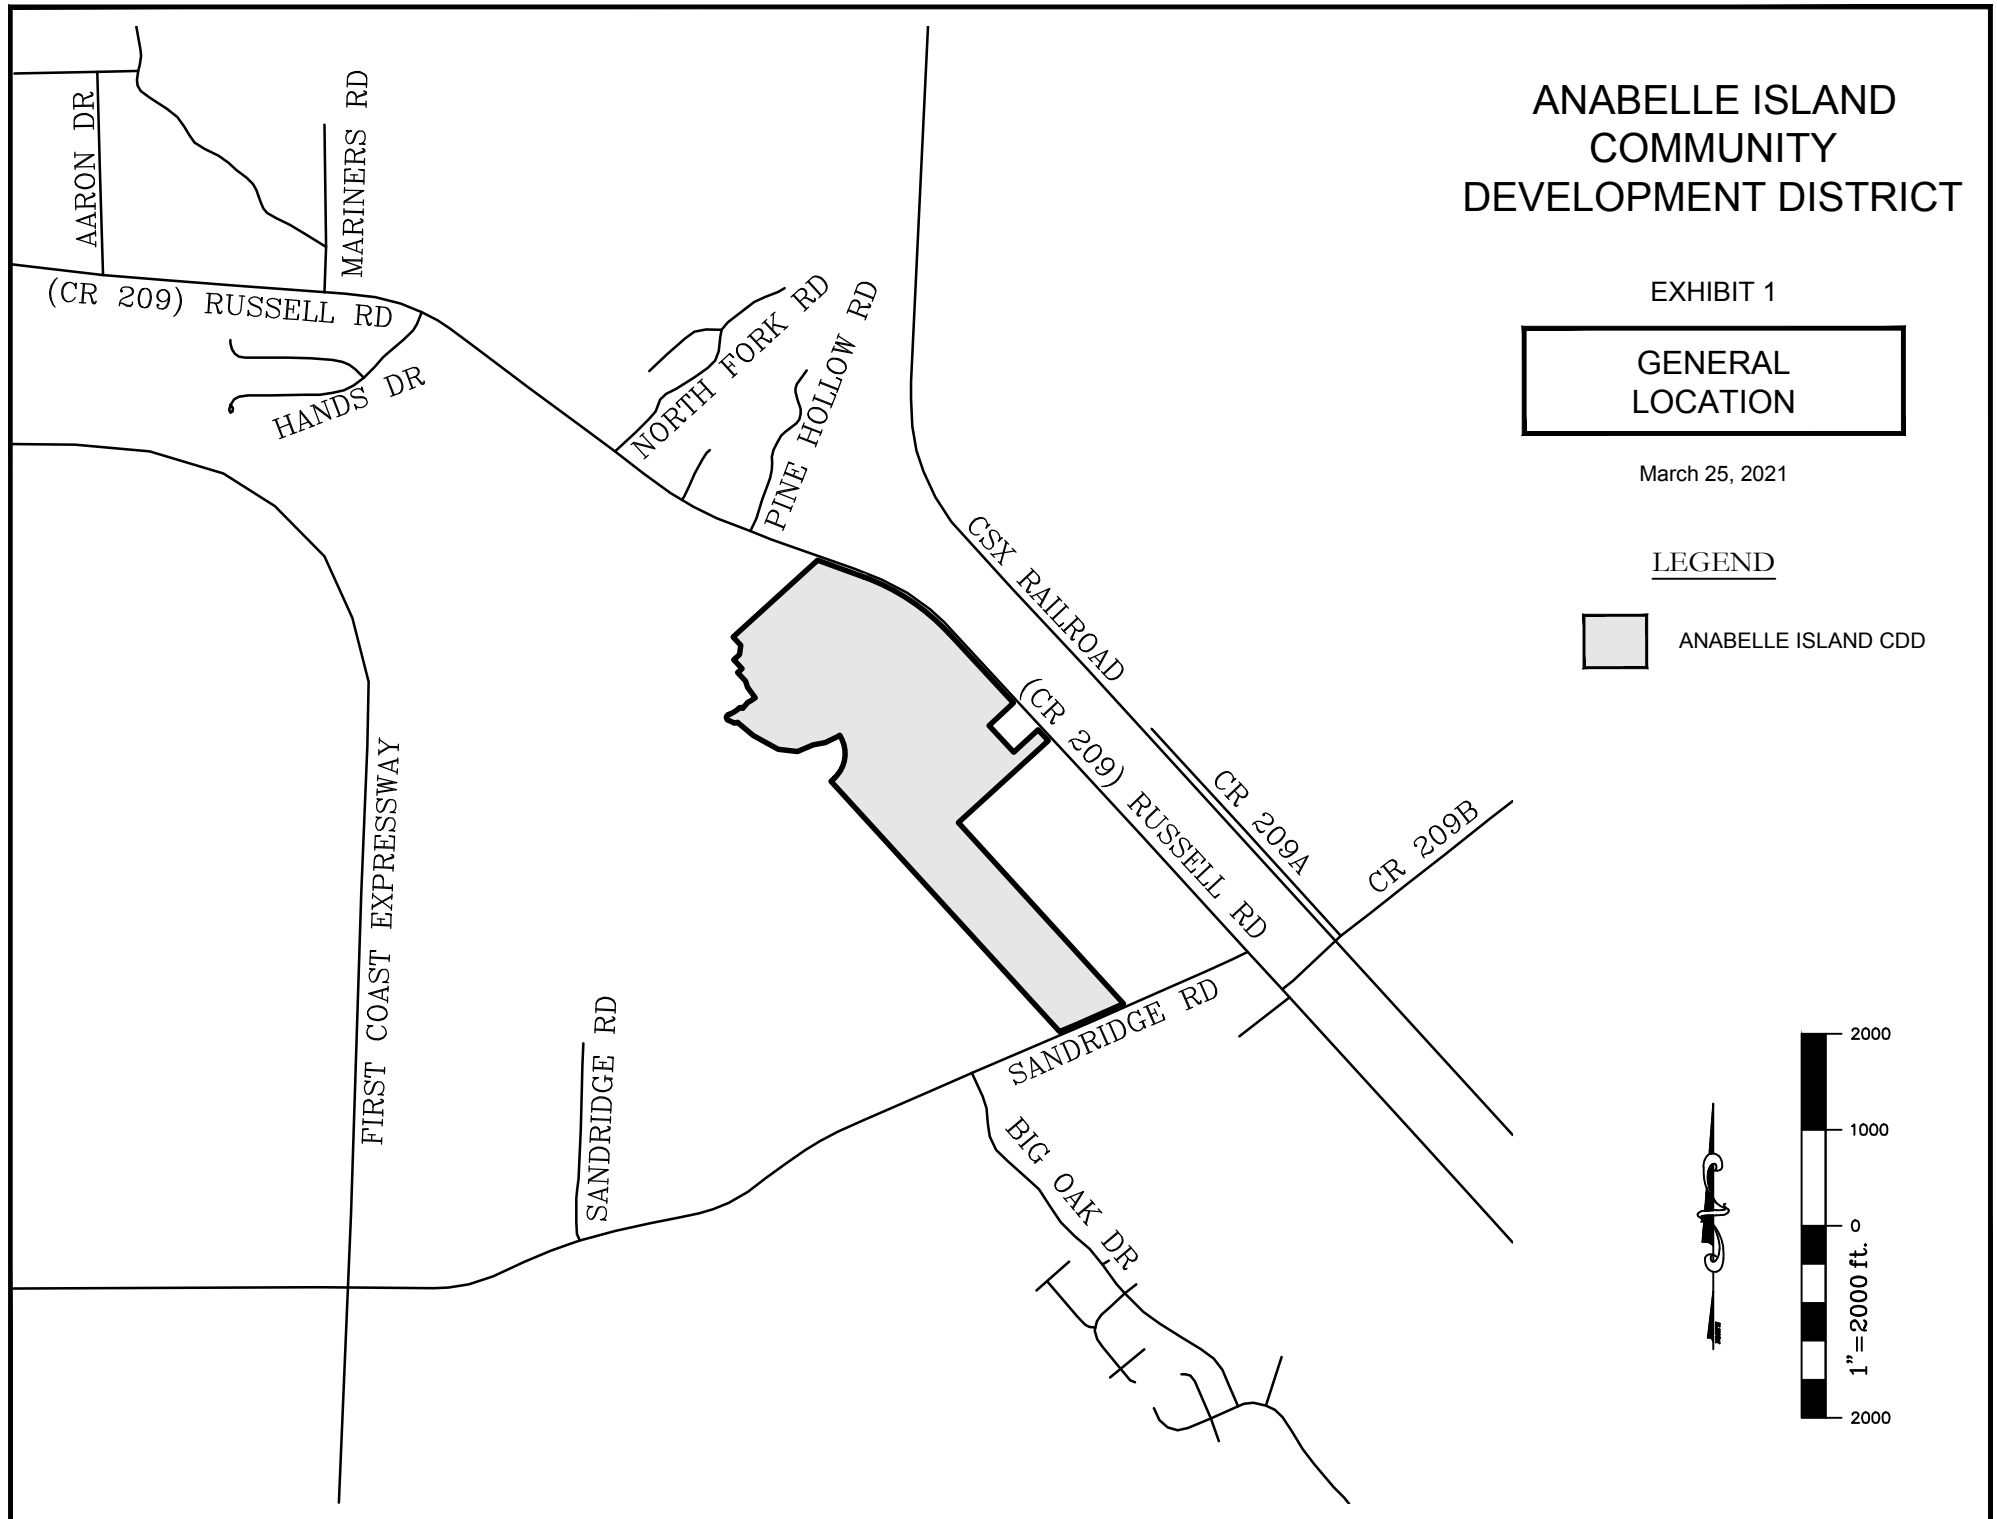 ANABELLE ISLAND
COMMUNITY
DEVELOPMENT DISTRICT
EXHIBIT 1
GENERAL
LOCATION
March 25, 2021
LEGEND
ANABELLE ISLAND CDD
AARON DR
MARINERS RD
(CR 209) RUSSELL RD
HANDS DR
NORTH FORK RD
PINE HOLLOW RD
CSX RAILROAD
(CR 209) RUSSELL RD
CR 209A
CR 209B
FIRST COAST EXPRESSWAY
SANDRIDGE RD
SANDRIDGE RD
BIG OAK DR
2000
1000
0
1"=2000 ft.
2000